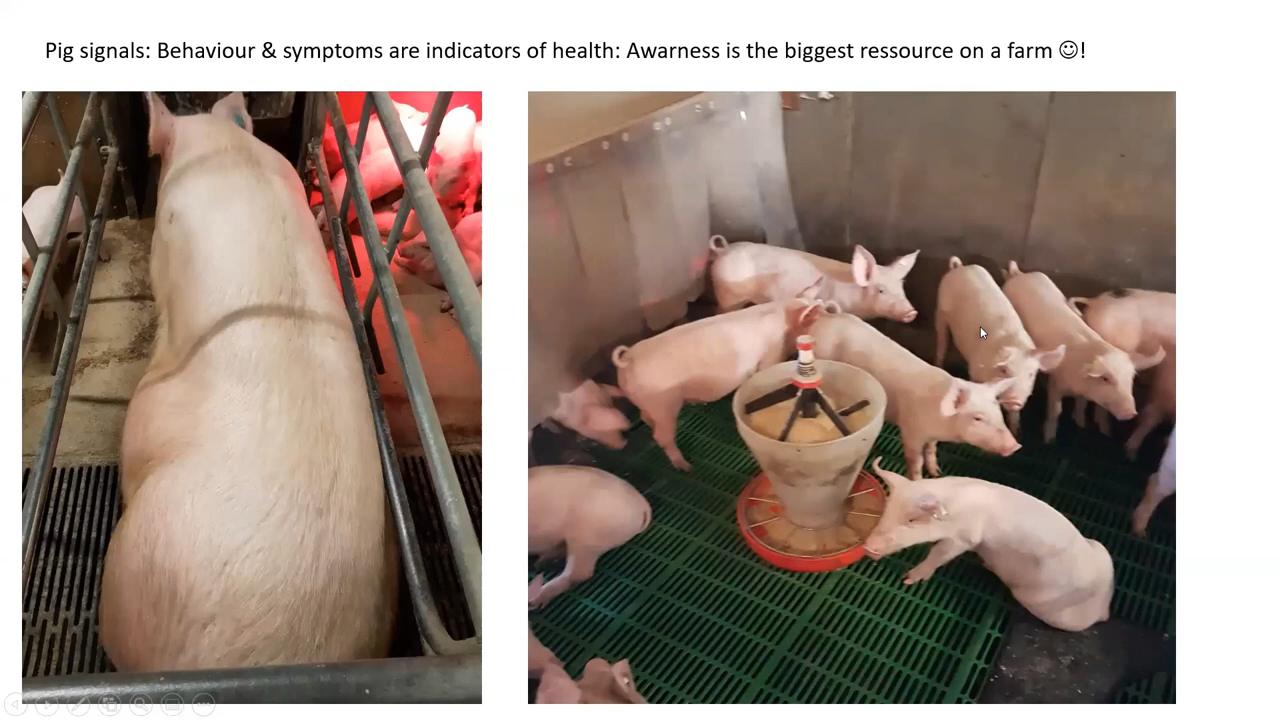 Pig signals: Behaviour & symptoms are indicators of health: Awarness is the biggest ressource on a farm ☺!